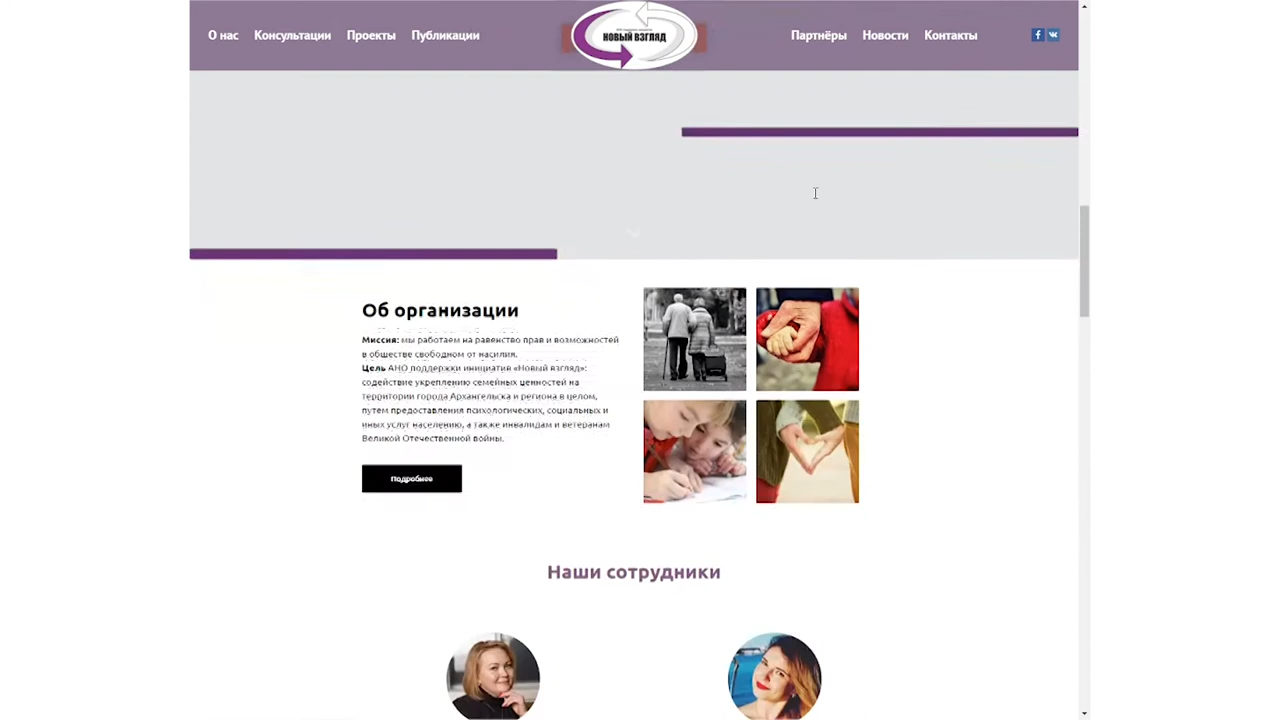 О нас Консультации Проекты Публикации
НОВЫЙ ВЗГЛЯД
Партнёры Новости Контакты
Об организации
Миссия: мы работаем на равенство прав и возможностей
в обществе свободном от насилия.
Цель АНО поддержки инициатив «Новый взгляд»:
содействие укреплению семейных ценностей на
территории города Архангельска и региона в целом,
путем предоставления психологических, социальных и
иных услуг населению, а также инвалидам и ветеранам
Великой Отечественной войны.
Подробнее
Наши сотрудники